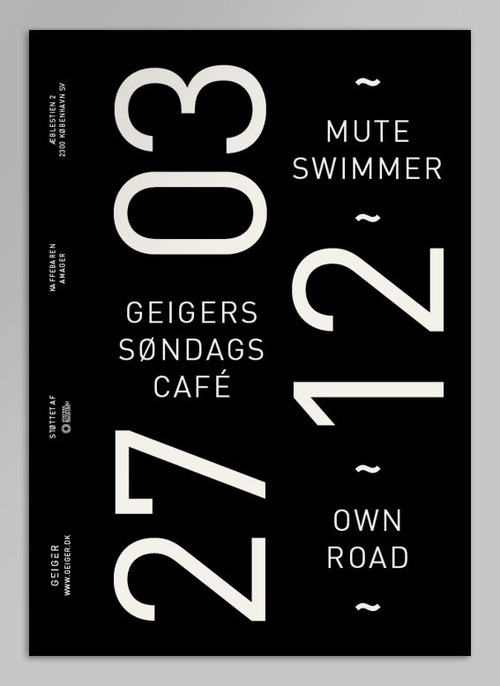 ÆBLESTIEN 2
2300 KØBENHAVN SV
KAFFEBAREN
AMAGER
STØTTET AF
GEIGER
WWW.GEIGER.DK
03
GEIGERS
SØNDAGS
CAFÉ
27
~
MUTE
SWIMMER
~
12
~
OWN
ROAD
~